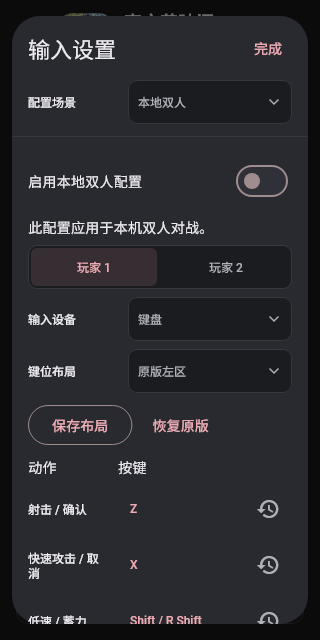 输入设置
完成
配置场景
本地双人
启用本地双人配置
此配置应用于本机双人对战。
玩家 1
玩家 2
输入设备
键盘
键位布局
原版左区
保存布局
恢复原版
动作
按键
射击 / 确认
Z
快速攻击 / 取
消
X
低速 / 蓄力
Shift / R Shift